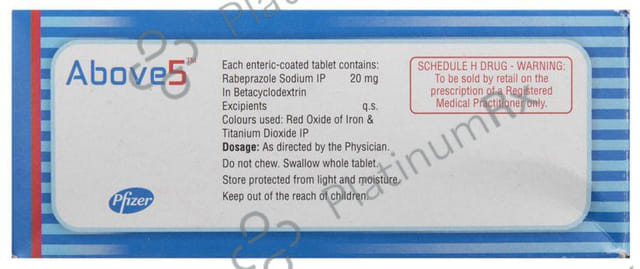 Above5™
Each enteric-coated tablet contains:
Rabeprazole Sodium IP 20 mg
In Betacyclodextrin
Excipients q.s.
Colours used: Red Oxide of Iron &
Titanium Dioxide IP
Dosage: As directed by the Physician.
Do not chew. Swallow whole tablet.
Store protected from light and moisture.
Keep out of the reach of children.
SCHEDULE H DRUG - WARNING:
To be sold by retail on the
prescription of a Registered
Medical Practitioner only.
Pfizer
PlatinumRx